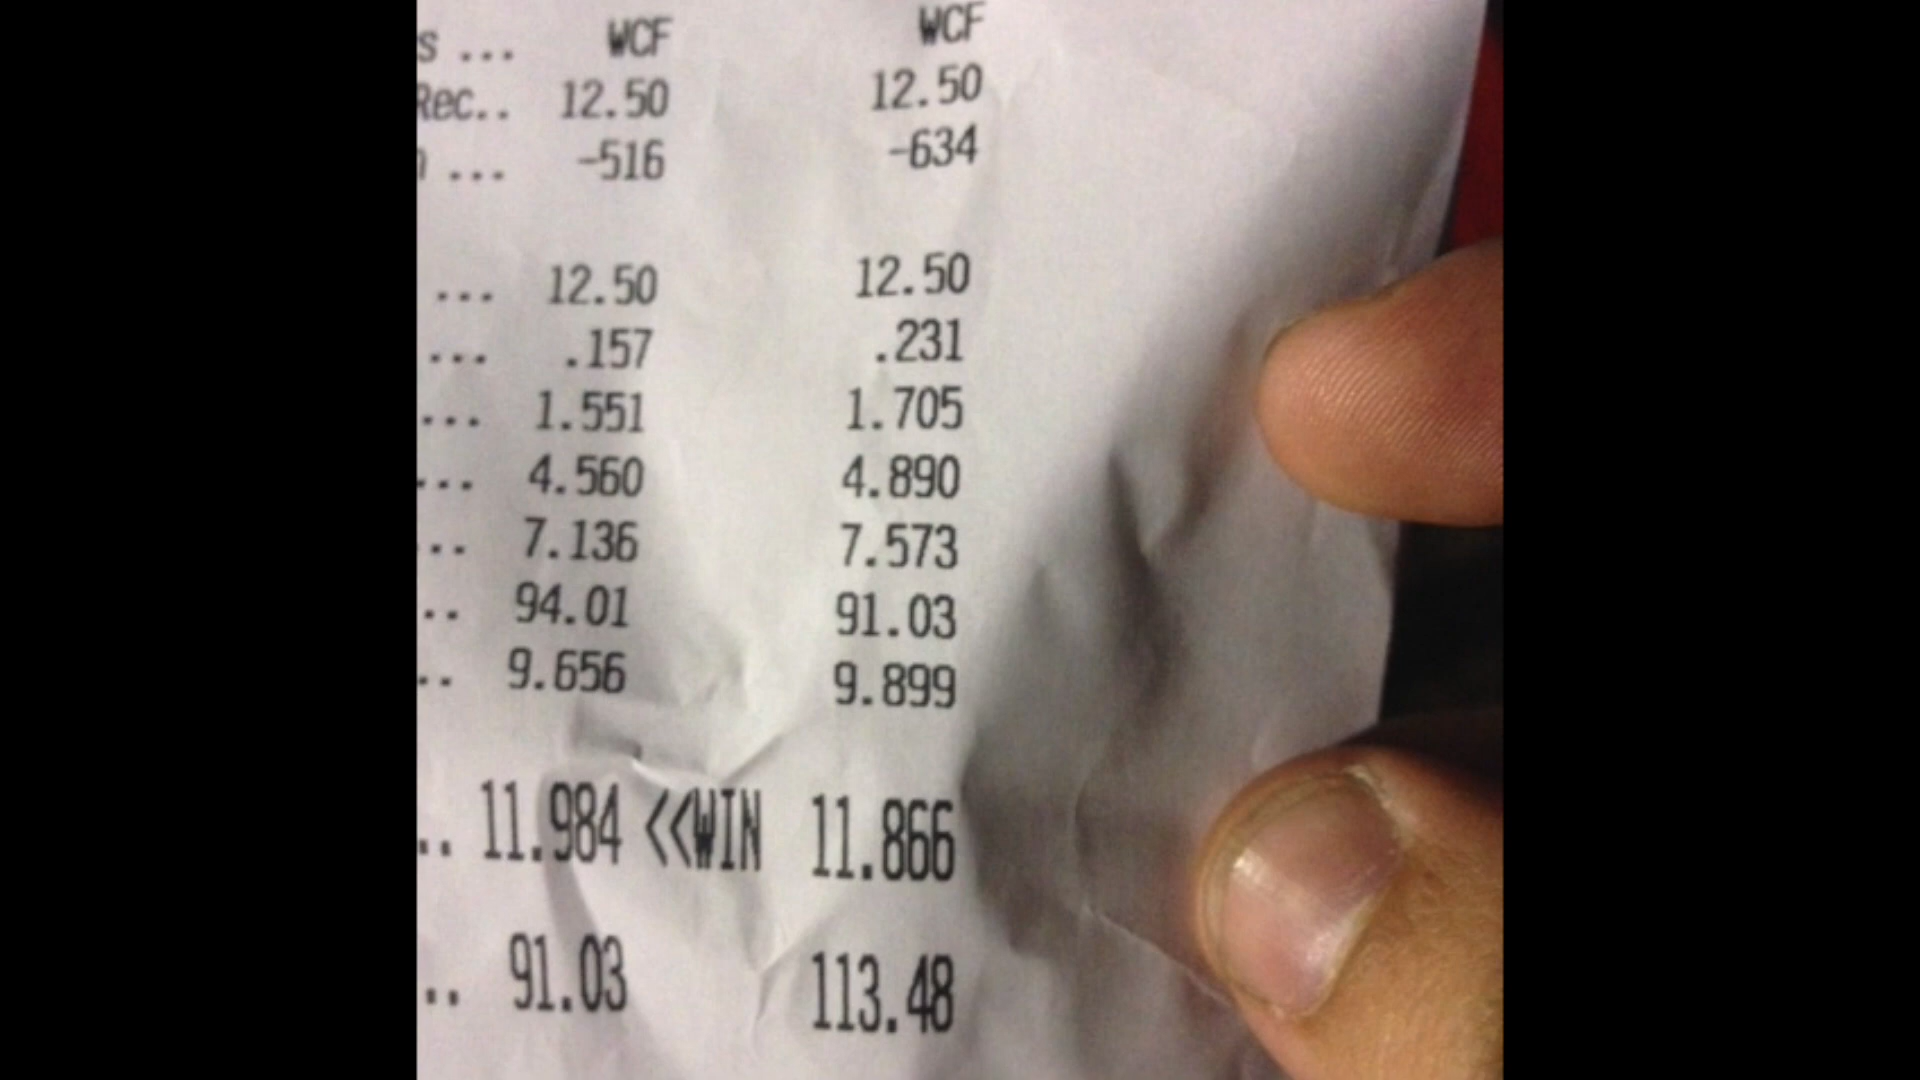 s ... WCF WCF
Rec.. 12.50 12.50
... -516 -634
... 12.50 12.50
... .157 .231
... 1.551 1.705
... 4.560 4.890
.. 7.136 7.573
.. 94.01 91.03
.. 9.656 9.899
.. 11.984 <<WIN 11.866
.. 91.03 113.48